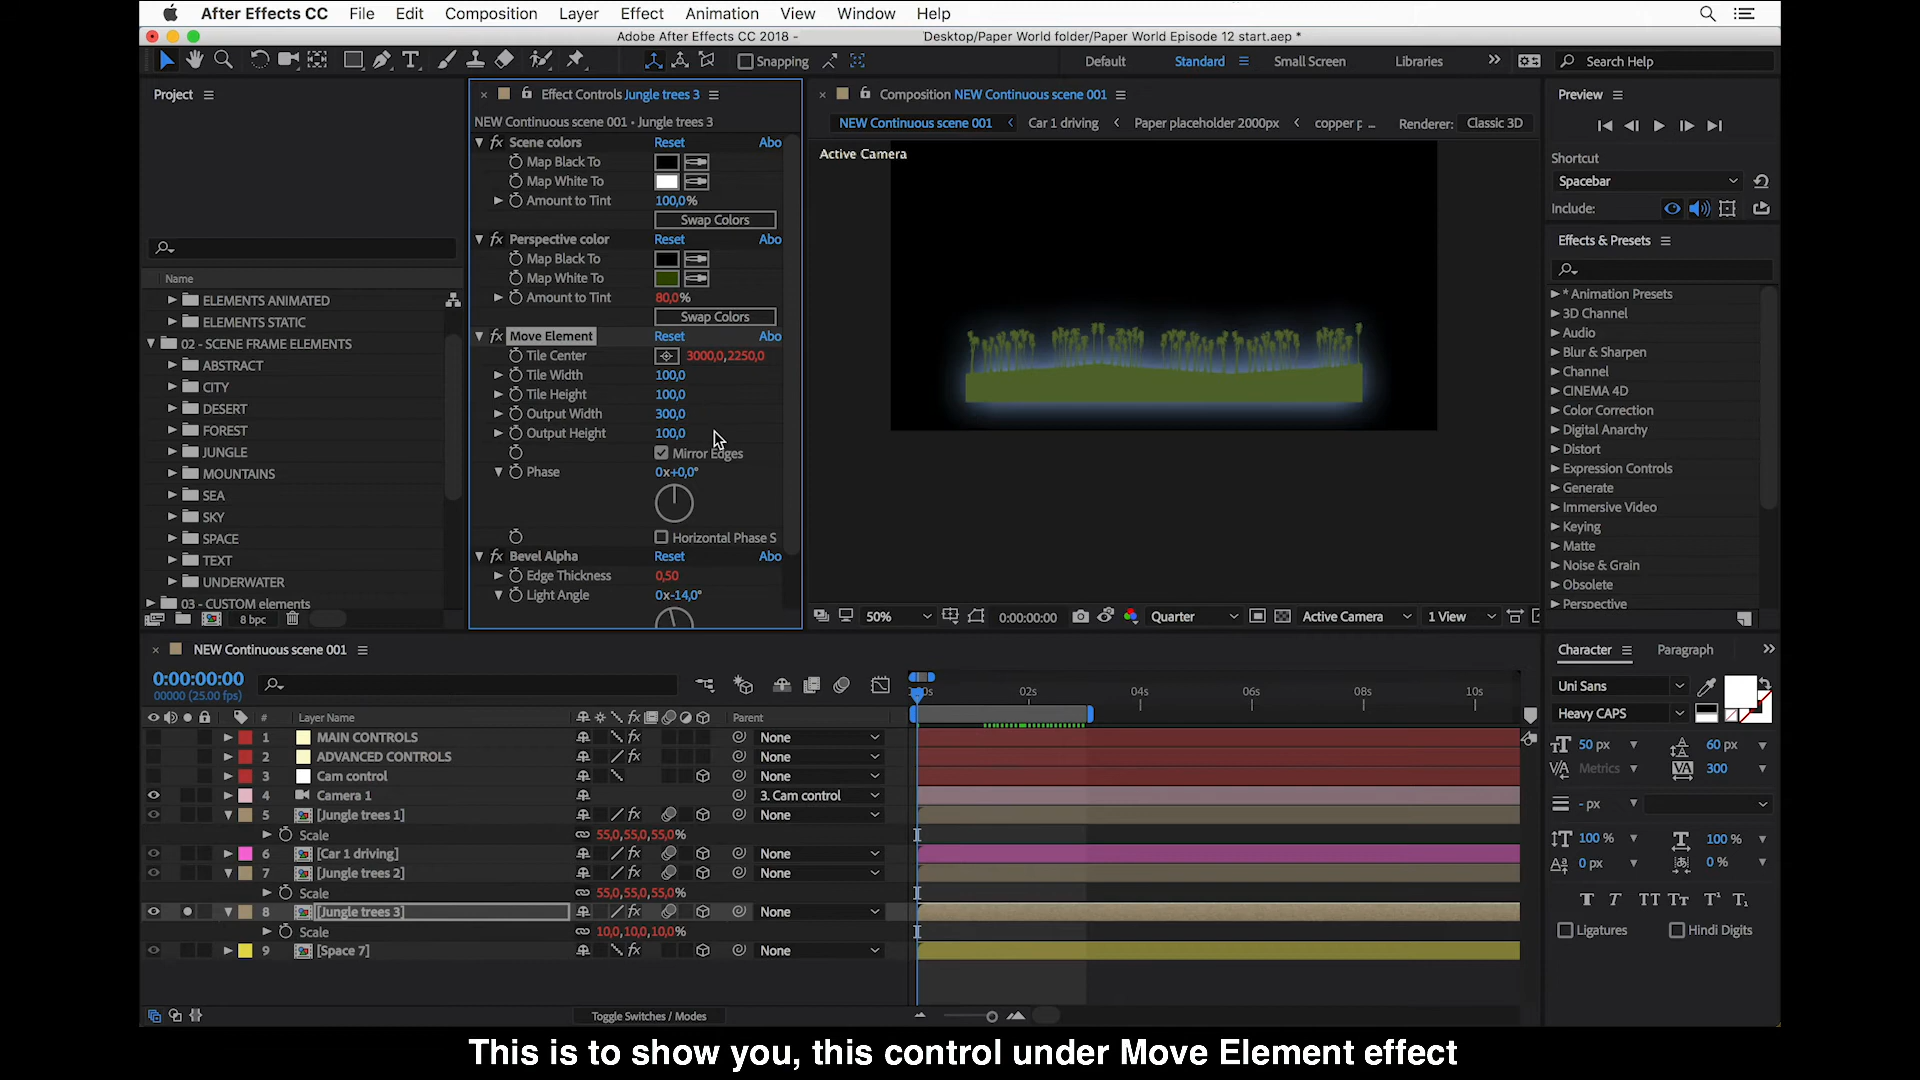 After Effects CC File Edit Composition Layer Effect Animation View Window Help
Adobe After Effects CC 2018 - Desktop/Paper World folder/Paper World Episode 12 start.aep *
Snapping Default Standard Small Screen Libraries Search Help
Project
Name
ELEMENTS ANIMATED
ELEMENTS STATIC
02 - SCENE FRAME ELEMENTS
ABSTRACT
CITY
DESERT
FOREST
JUNGLE
MOUNTAINS
SEA
SKY
SPACE
TEXT
UNDERWATER
03 - CUSTOM elements
8 bpc
Effect Controls Jungle trees 3
NEW Continuous scene 001 • Jungle trees 3
fx Scene colors Reset Abo
Map Black To
Map White To
Amount to Tint 100,0%
Swap Colors
fx Perspective color Reset Abo
Map Black To
Map White To
Amount to Tint 80,0%
Swap Colors
fx Move Element Reset Abo
Tile Center 3000,0,2250,0
Tile Width 100,0
Tile Height 100,0
Output Width 300,0
Output Height 100,0
Mirror Edges
Phase 0x+0,0°
Horizontal Phase S
fx Bevel Alpha Reset Abo
Edge Thickness 0,50
Light Angle 0x-14,0°
Composition NEW Continuous scene 001
NEW Continuous scene 001 Car 1 driving Paper placeholder 2000px copper p... Renderer: Classic 3D
Active Camera
50% 0:00:00:00 Quarter Active Camera 1 View
Preview
Shortcut
Spacebar
Include:
Effects & Presets
* Animation Presets
3D Channel
Audio
Blur & Sharpen
Channel
CINEMA 4D
Color Correction
Digital Anarchy
Distort
Expression Controls
Generate
Immersive Video
Keying
Matte
Noise & Grain
Obsolete
Perspective
NEW Continuous scene 001
0:00:00:00
00000 (25.00 fps)
:00s 02s 04s 06s 08s 10s
# Layer Name fx Parent
1 MAIN CONTROLS fx None
2 ADVANCED CONTROLS fx None
3 Cam control None
4 Camera 1 3. Cam control
5 [Jungle trees 1] fx None
Scale 55,0,55,0,55,0%
6 [Car 1 driving] fx None
7 [Jungle trees 2] fx None
Scale 55,0,55,0,55,0%
8 [Jungle trees 3] fx None
Scale 10,0,10,0,10,0%
9 [Space 7] fx None
Toggle Switches / Modes
Character Paragraph
Uni Sans
Heavy CAPS
50 px 60 px
Metrics 300
- px
100 % 100 %
0 px 0 %
T T TT Tт T¹ T₁
Ligatures Hindi Digits
This is to show you, this control under Move Element effect